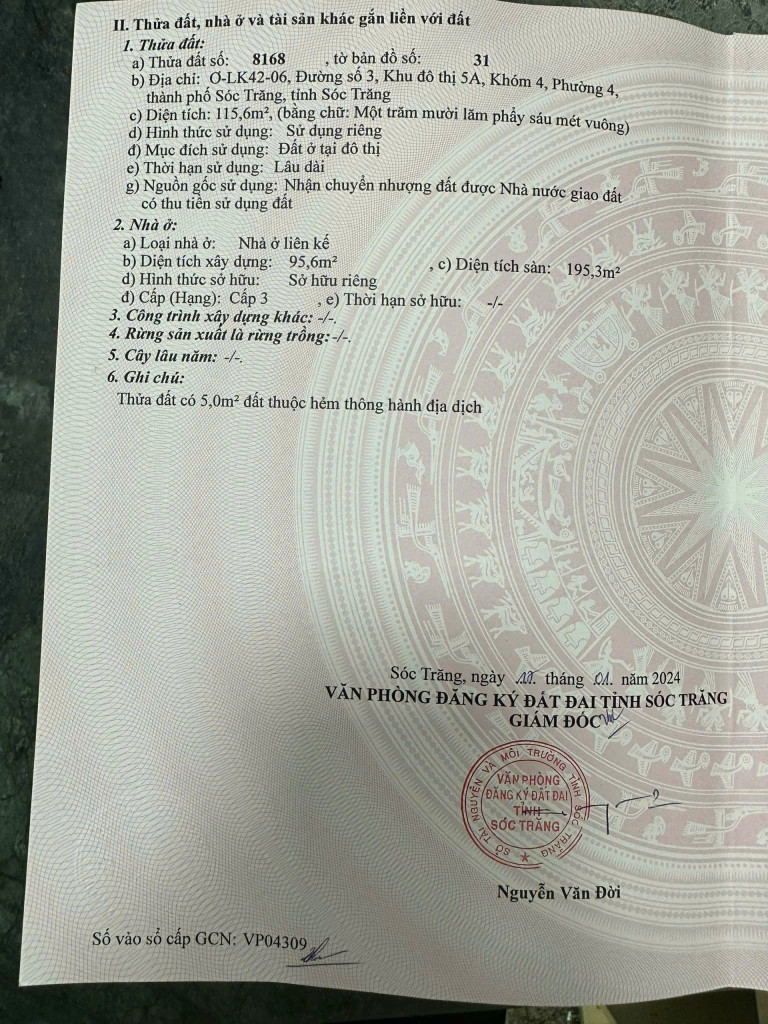 II. Thửa đất, nhà ở và tài sản khác gắn liền với đất
1. Thửa đất:
a) Thửa đất số: 8168 , tờ bản đồ số: 31
b) Địa chỉ: Ơ-LK42-06, Đường số 3, Khu đô thị 5A, Khóm 4, Phường 4,
thành phố Sóc Trăng, tỉnh Sóc Trăng
c) Diện tích: 115,6m², (bằng chữ: Một trăm mười lăm phẩy sáu mét vuông)
d) Hình thức sử dụng: Sử dụng riêng
đ) Mục đích sử dụng: Đất ở tại đô thị
e) Thời hạn sử dụng: Lâu dài
g) Nguồn gốc sử dụng: Nhận chuyển nhượng đất được Nhà nước giao đất
có thu tiền sử dụng đất
2. Nhà ở:
a) Loại nhà ở: Nhà ở liên kế
b) Diện tích xây dựng: 95,6m² , c) Diện tích sàn: 195,3m²
d) Hình thức sở hữu: Sở hữu riêng
đ) Cấp (Hạng): Cấp 3 , e) Thời hạn sở hữu: -/-
3. Công trình xây dựng khác: -/-.
4. Rừng sản xuất là rừng trồng: -/-.
5. Cây lâu năm: -/-.
6. Ghi chú:
Thửa đất có 5,0m² đất thuộc hẻm thông hành địa dịch
Sóc Trăng, ngày tháng 01. năm 2024
VĂN PHÒNG ĐĂNG KÝ ĐẤT ĐAI TỈNH SÓC TRĂNG
GIÁM ĐỐC
SỞ TÀI NGUYÊN VÀ MÔI TRƯỜNG TỈNH SÓC TRĂNG
VĂN PHÒNG
ĐĂNG KÝ ĐẤT ĐAI
TỈNH
SÓC TRĂNG
Nguyễn Văn Đời
Số vào sổ cấp GCN: VP04309